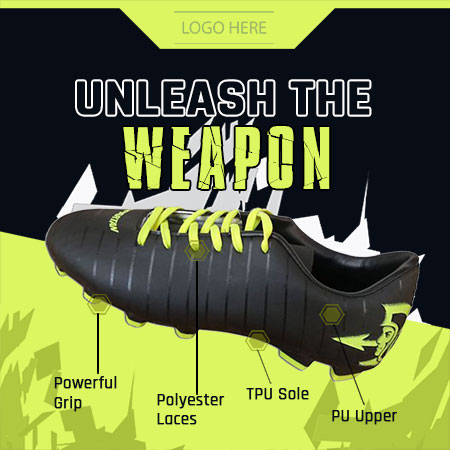 LOGO HERE
UNLEASH THE
WEAPON
Powerful
Grip
Polyester
Laces
TPU Sole
PU Upper